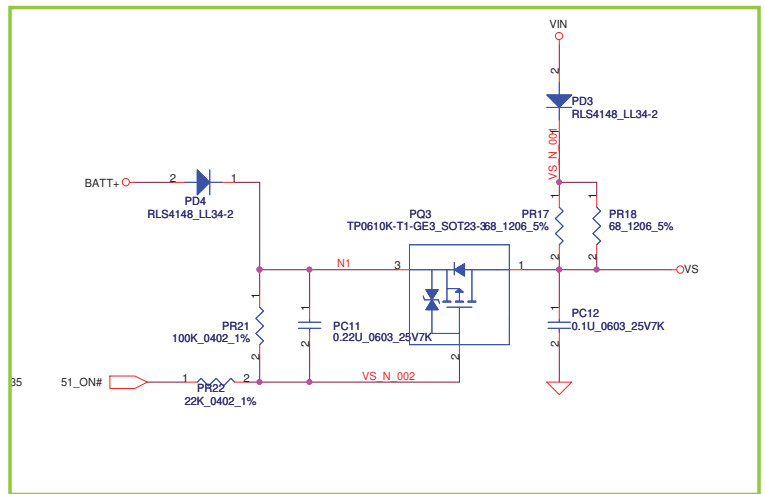 VIN
2
PD3
RLS4148_LL34-2
1
VS_N_001
BATT+
2
1
PD4
RLS4148_LL34-2
1
1
PQ3
TP0610K-T1-GE3_SOT23-3
PR17
68_1206_5%
PR18
68_1206_5%
2
2
N1
3
1
VS
1
1
PR21
100K_0402_1%
PC11
0.22U_0603_25V7K
1
PC12
0.1U_0603_25V7K
2
2
2
2
2
35
51_ON#
1
2
PR22
22K_0402_1%
VS_N_002